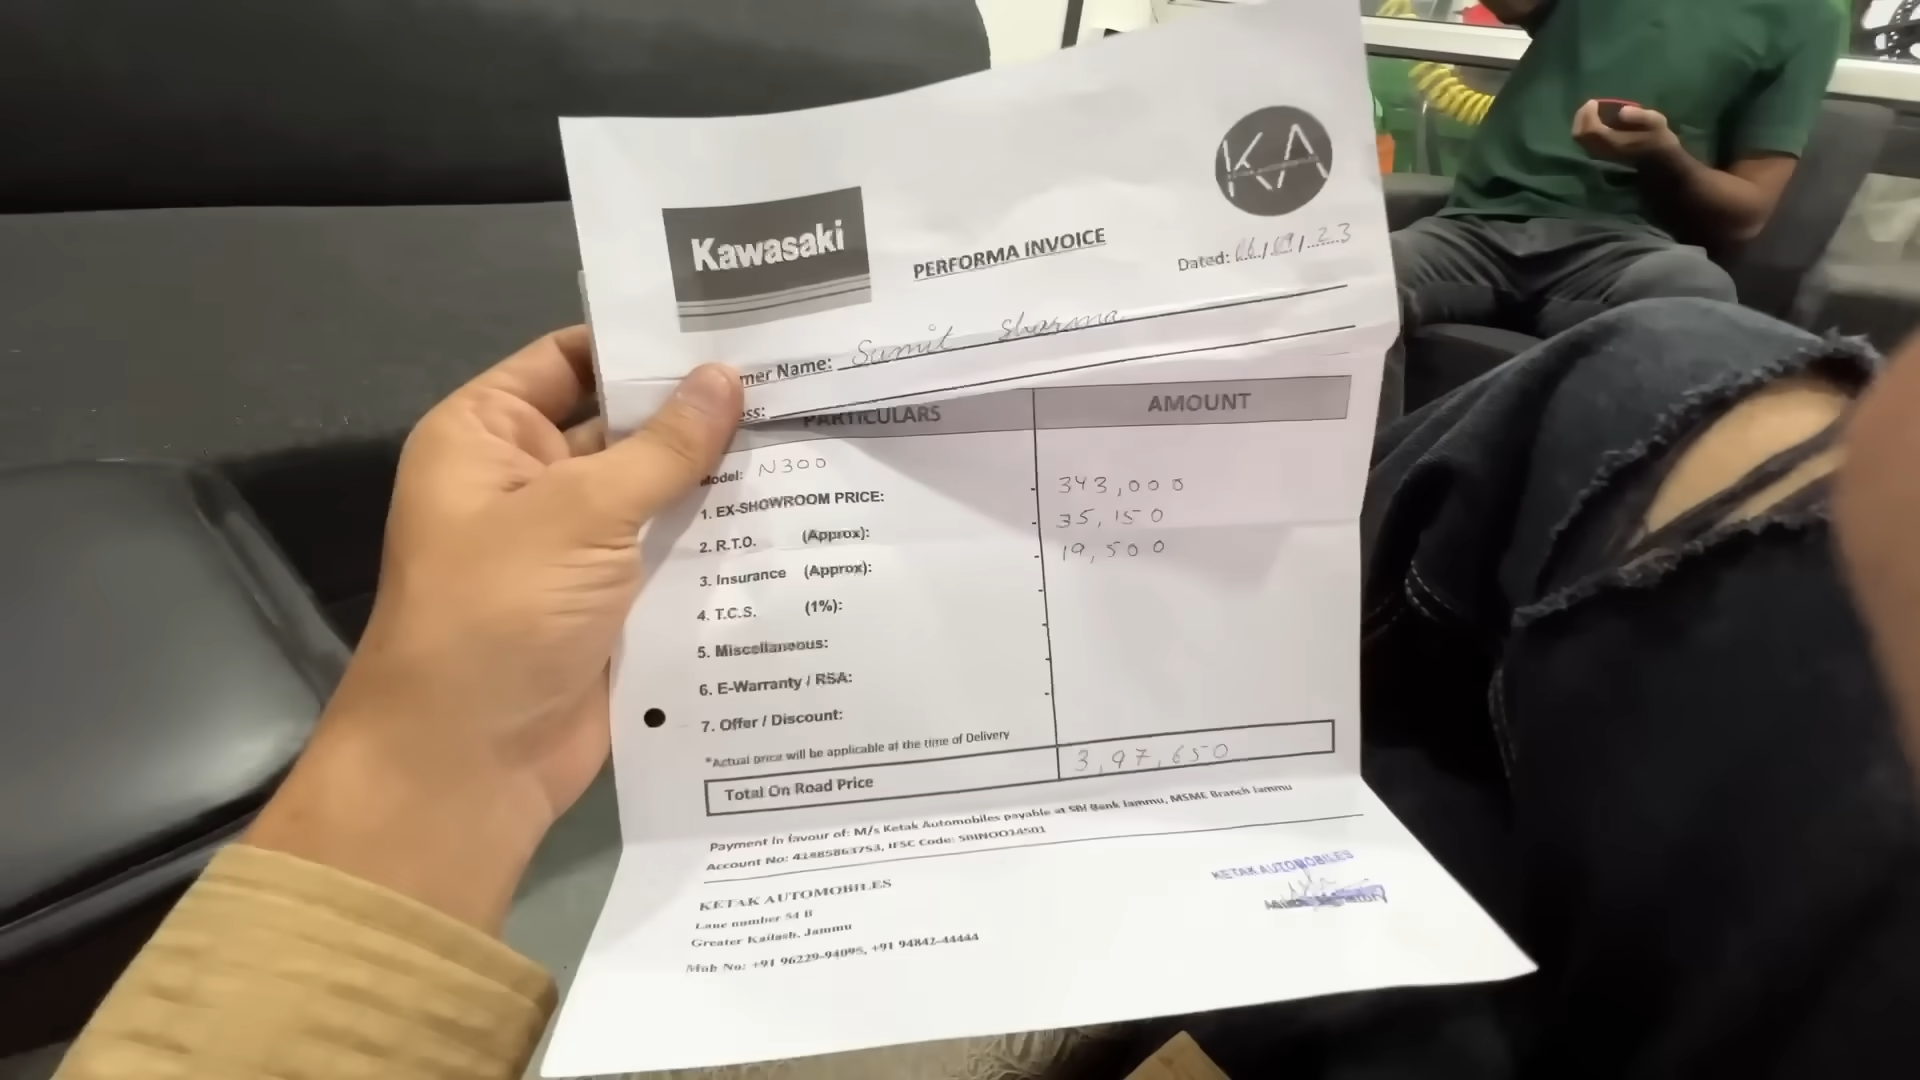 Kawasaki
KA
PERFORMA INVOICE
Dated: /09/23
mer Name: Sumit Sharma
ess:
PARTICULARS AMOUNT
Model: N300
1. EX-SHOWROOM PRICE: 343,000
2. R.T.O. (Approx): 35,150
3. Insurance (Approx): 19,500
4. T.C.S. (1%):
5. Miscellaneous:
6. E-Warranty / RSA:
7. Offer / Discount:
*Actual price will be applicable at the time of Delivery
Total On Road Price 3,97,650
Payment in favour of: M/s Ketak Automobiles payable at SBI Bank Jammu, MSME Branch Jammu
Account No: 41485863753, IFSC Code:
KETAK AUTOMOBILES
KETAK AUTOMOBILES
Lane number 54 B
Greater Kailash, Jammu
Mob No: +91 96229-94095, +91 94842-44444